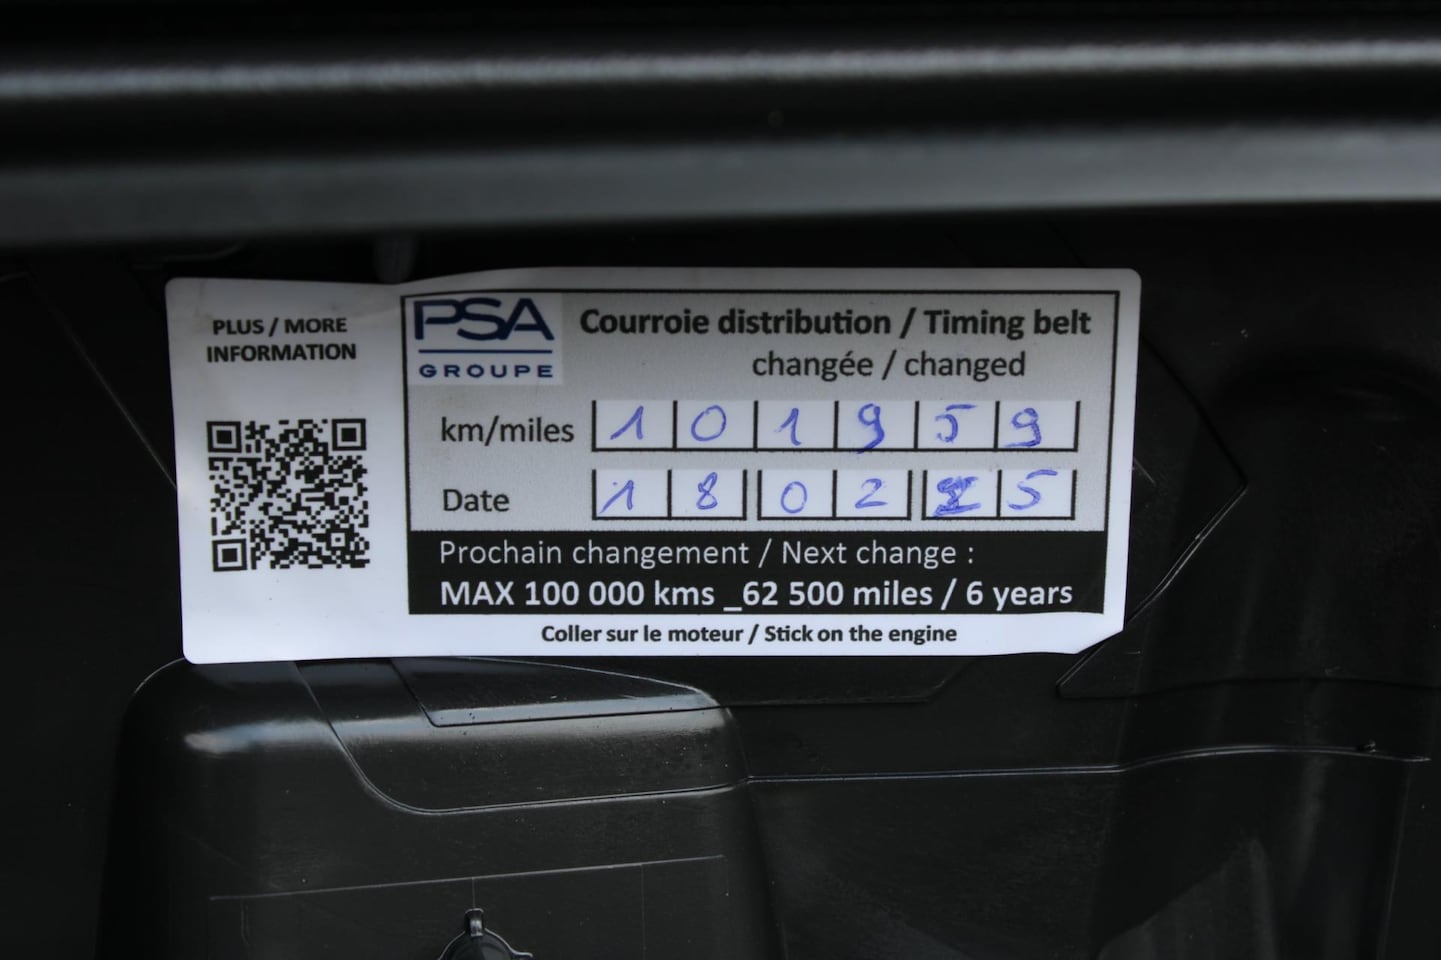 PLUS / MORE
INFORMATION
PSA
GROUPE
Courroie distribution / Timing belt
changée / changed
km/miles 1 0 1 9 5 9
Date 1 8 0 2 2 5
Prochain changement / Next change :
MAX 100 000 kms _62 500 miles / 6 years
Coller sur le moteur / Stick on the engine